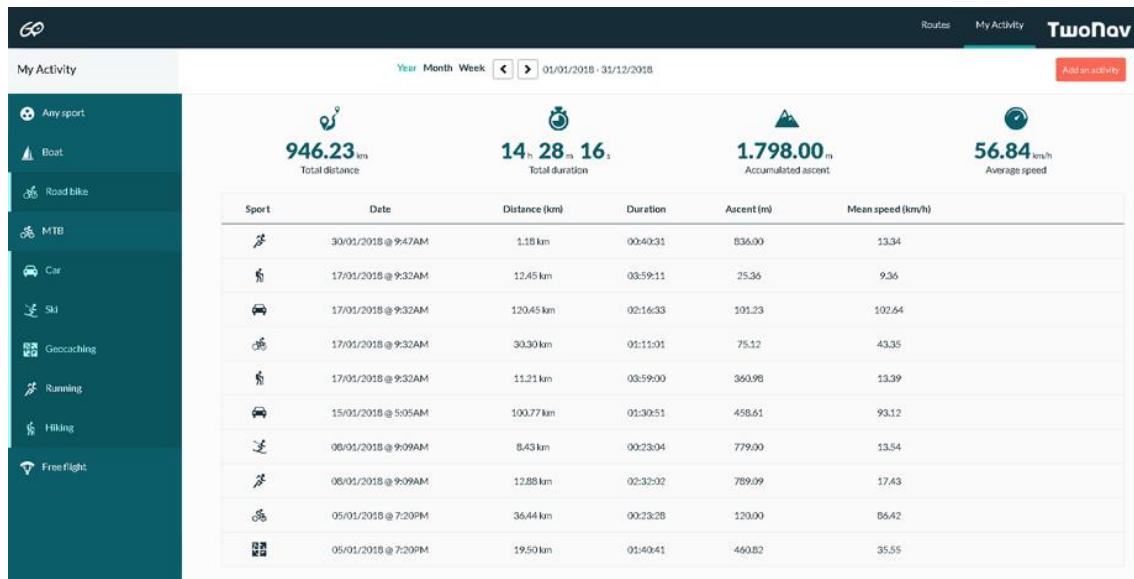 GO
Routes My Activity TwoNav
My Activity
Year Month Week 01/01/2018 - 31/12/2018
Add an activity
Any sport
Boat
Road bike
MTB
Car
Ski
Geocaching
Running
Hiking
Free flight
946.23 km
Total distance
14 h 28 m 16 s
Total duration
1.798.00 m
Accumulated ascent
56.84 km/h
Average speed
Sport Date Distance (km) Duration Ascent (m) Mean speed (km/h)
30/01/2018 @ 9:47AM 1.18 km 00:40:31 836.00 13.34
17/01/2018 @ 9:32AM 12.45 km 03:59:11 25.36 9.36
17/01/2018 @ 9:32AM 120.45 km 02:16:33 101.23 102.64
17/01/2018 @ 9:32AM 30.30 km 01:11:01 75.12 43.35
17/01/2018 @ 9:32AM 11.21 km 03:59:00 360.98 13.39
15/01/2018 @ 5:05AM 100.77 km 01:30:51 458.61 93.12
08/01/2018 @ 9:09AM 8.43 km 00:23:04 779.00 13.54
08/01/2018 @ 9:09AM 12.88 km 02:32:02 789.09 17.43
05/01/2018 @ 7:20PM 36.44 km 00:23:28 120.00 86.42
05/01/2018 @ 7:20PM 19.50 km 01:40:41 460.82 35.55